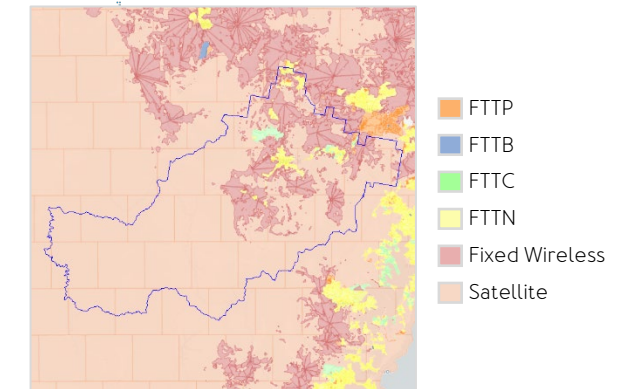 FTTP
FTTB
FTTC
FTTN
Fixed Wireless
Satellite